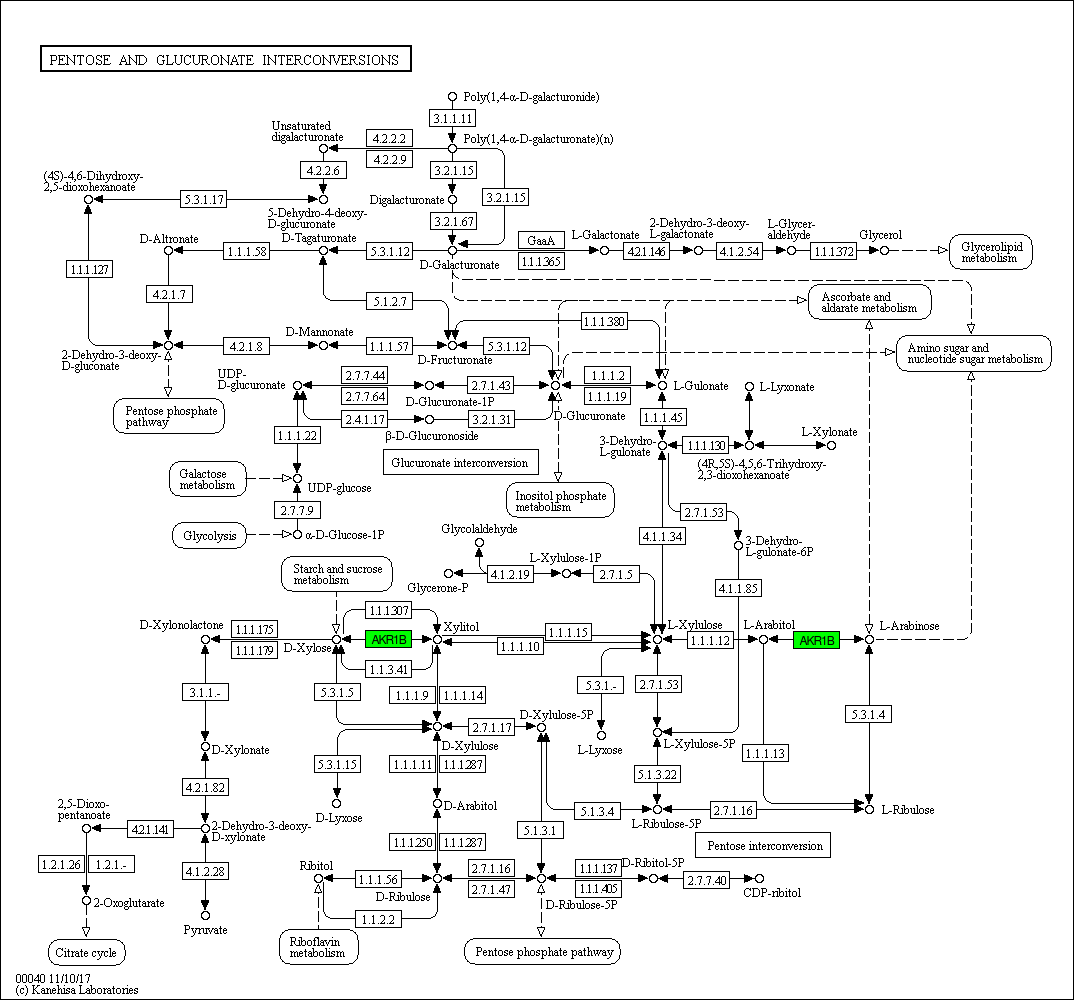 PENTOSE AND GLUCURONATE INTERCONVERSIONS
Poly(1,4-α-D-galacturonide)
3.1.1.11
Unsaturated
digalacturonate
4.2.2.2
Poly(1,4-α-D-galacturonate)(n)
4.2.2.9
4.2.2.6
3.2.1.15
(4S)-4,6-Dihydroxy-
2,5-dioxohexanoate
5.3.1.17
Digalacturonate
3.2.1.15
5-Dehydro-4-deoxy-
D-glucuronate
3.2.1.67
D-Altronate
D-Tagaturonate
GaaA
L-Galactonate
2-Dehydro-3-deoxy-
L-galactonate
L-Glycer-
aldehyde
Glycerol
1.1.1.58
5.3.1.12
1.1.1365
4.2.1.146
4.1.2.54
1.1.1372
Glycerolipid
metabolism
D-Galacturonate
1.1.1.127
4.2.1.7
5.1.2.7
Ascorbate and
aldarate metabolism
1.1.1.380
D-Mannonate
4.2.1.8
1.1.1.57
5.3.1.12
D-Fructuronate
Amino sugar and
nucleotide sugar metabolism
2-Dehydro-3-deoxy-
D-gluconate
UDP-
D-glucuronate
2.7.7.44
2.7.1.43
1.1.1.2
L-Gulonate
L-Lyxonate
2.7.7.64
D-Glucuronate-1P
1.1.1.19
Pentose phosphate
pathway
2.4.1.17
3.2.1.31
D-Glucuronate
1.1.1.45
1.1.1.22
β-D-Glucuronoside
3-Dehydro-
L-gulonate
1.1.1.130
L-Xylonate
Glucuronate interconversion
(4R,5S)-4,5,6-Trihydroxy-
2,3-dioxohexanoate
Galactose
metabolism
UDP-glucose
Inositol phosphate
metabolism
2.7.7.9
2.7.1.53
Glycolysis
α-D-Glucose-1P
Glycolaldehyde
4.1.1.34
3-Dehydro-
L-gulonate-6P
L-Xylulose-1P
Starch and sucrose
metabolism
4.1.2.19
2.7.1.5
Glycerone-P
4.1.1.85
1.1.1307
D-Xylonolactone
1.1.1.175
AKR1B
Xylitol
1.1.1.15
L-Xylulose
L-Arabitol
AKR1B
L-Arabinose
1.1.1.179
D-Xylose
1.1.1.10
1.1.1.12
1.1.3.41
3.1.1.-
5.3.1.5
1.1.1.9
1.1.1.14
5.3.1.-
2.7.1.53
D-Xylulose-5P
5.3.1.4
2.7.1.17
D-Xylonate
D-Xylulose
L-Lyxose
L-Xylulose-5P
1.1.1.13
5.3.1.15
1.1.1.11
1.1.1287
5.1.3.22
4.2.1.82
2,5-Dioxo-
pentanoate
D-Lyxose
D-Arabitol
5.1.3.4
2.7.1.16
L-Ribulose
L-Ribulose-5P
4.2.1.141
2-Dehydro-3-deoxy-
D-xylonate
5.1.3.1
1.1.1250
1.1.1287
Pentose interconversion
1.2.1.26
1.2.1.-
4.1.2.28
Ribitol
1.1.1.56
2.7.1.16
1.1.1.137
D-Ribitol-5P
2.7.7.40
2.7.1.47
1.1.1.405
D-Ribulose
D-Ribulose-5P
CDP-ribitol
2-Oxoglutarate
1.1.2.2
Pyruvate
Citrate cycle
Riboflavin
metabolism
Pentose phosphate pathway
00040 11/10/17
(c) Kanehisa Laboratories